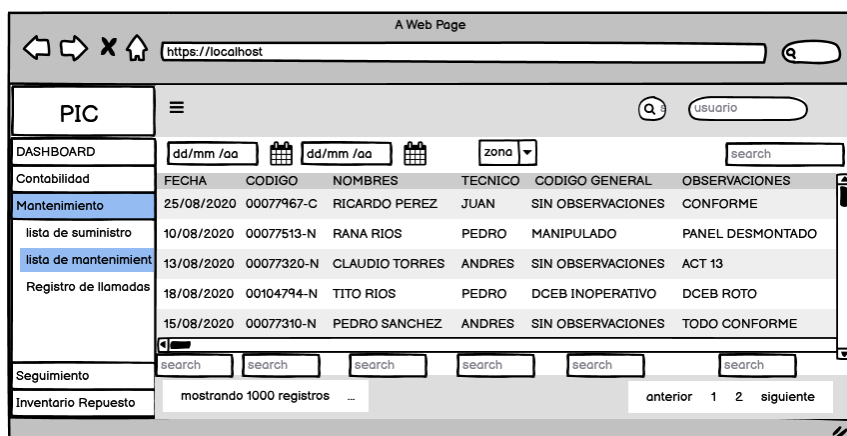 A Web Page
https://localhost
PIC
usuario
DASHBOARD
Contabilidad
Mantenimiento
lista de suministro
lista de mantenimient
Registro de llamadas
Seguimiento
Inventario Repuesto
dd/mm /aa dd/mm /aa zona search
FECHA CODIGO NOMBRES TECNICO CODIGO GENERAL OBSERVACIONES
25/08/2020 00077967-C RICARDO PEREZ JUAN SIN OBSERVACIONES CONFORME
10/08/2020 00077513-N RANA RIOS PEDRO MANIPULADO PANEL DESMONTADO
13/08/2020 00077320-N CLAUDIO TORRES ANDRES SIN OBSERVACIONES ACT 13
18/08/2020 00104794-N TITO RIOS PEDRO DCEB INOPERATIVO DCEB ROTO
15/08/2020 00077310-N PEDRO SANCHEZ ANDRES SIN OBSERVACIONES TODO CONFORME
search search search search search search
mostrando 1000 registros ...
anterior 1 2 siguiente